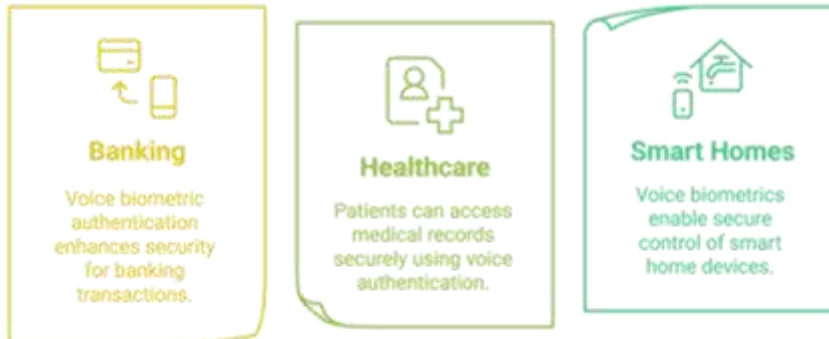 Banking
Voice biometric
authentication
enhances security
for banking
transactions.
Healthcare
Patients can access
medical records
securely using voice
authentication.
Smart Homes
Voice biometrics
enable secure
control of smart
home devices.